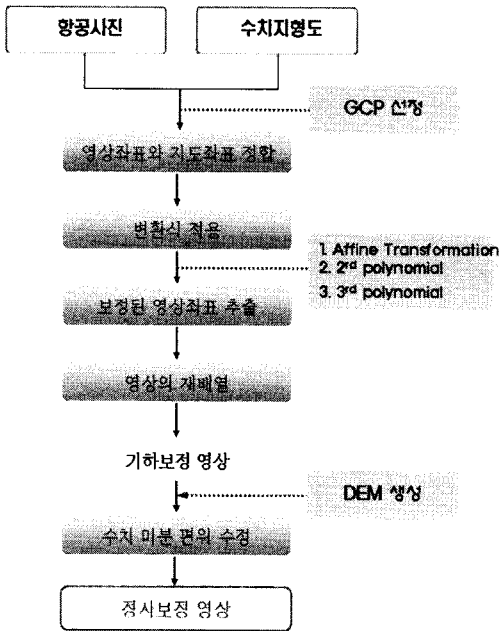 항공사진
수치지형도
GCP 선정
영상좌표와 지도좌표 정합
변환식 적용
1. Affine Transformation
2. 2rd polynomial
3. 3rd polynomial
보정된 영상좌표 추출
영상의 재배열
기하보정 영상
DEM 생성
수치 미분 편위 수정
정사보정 영상